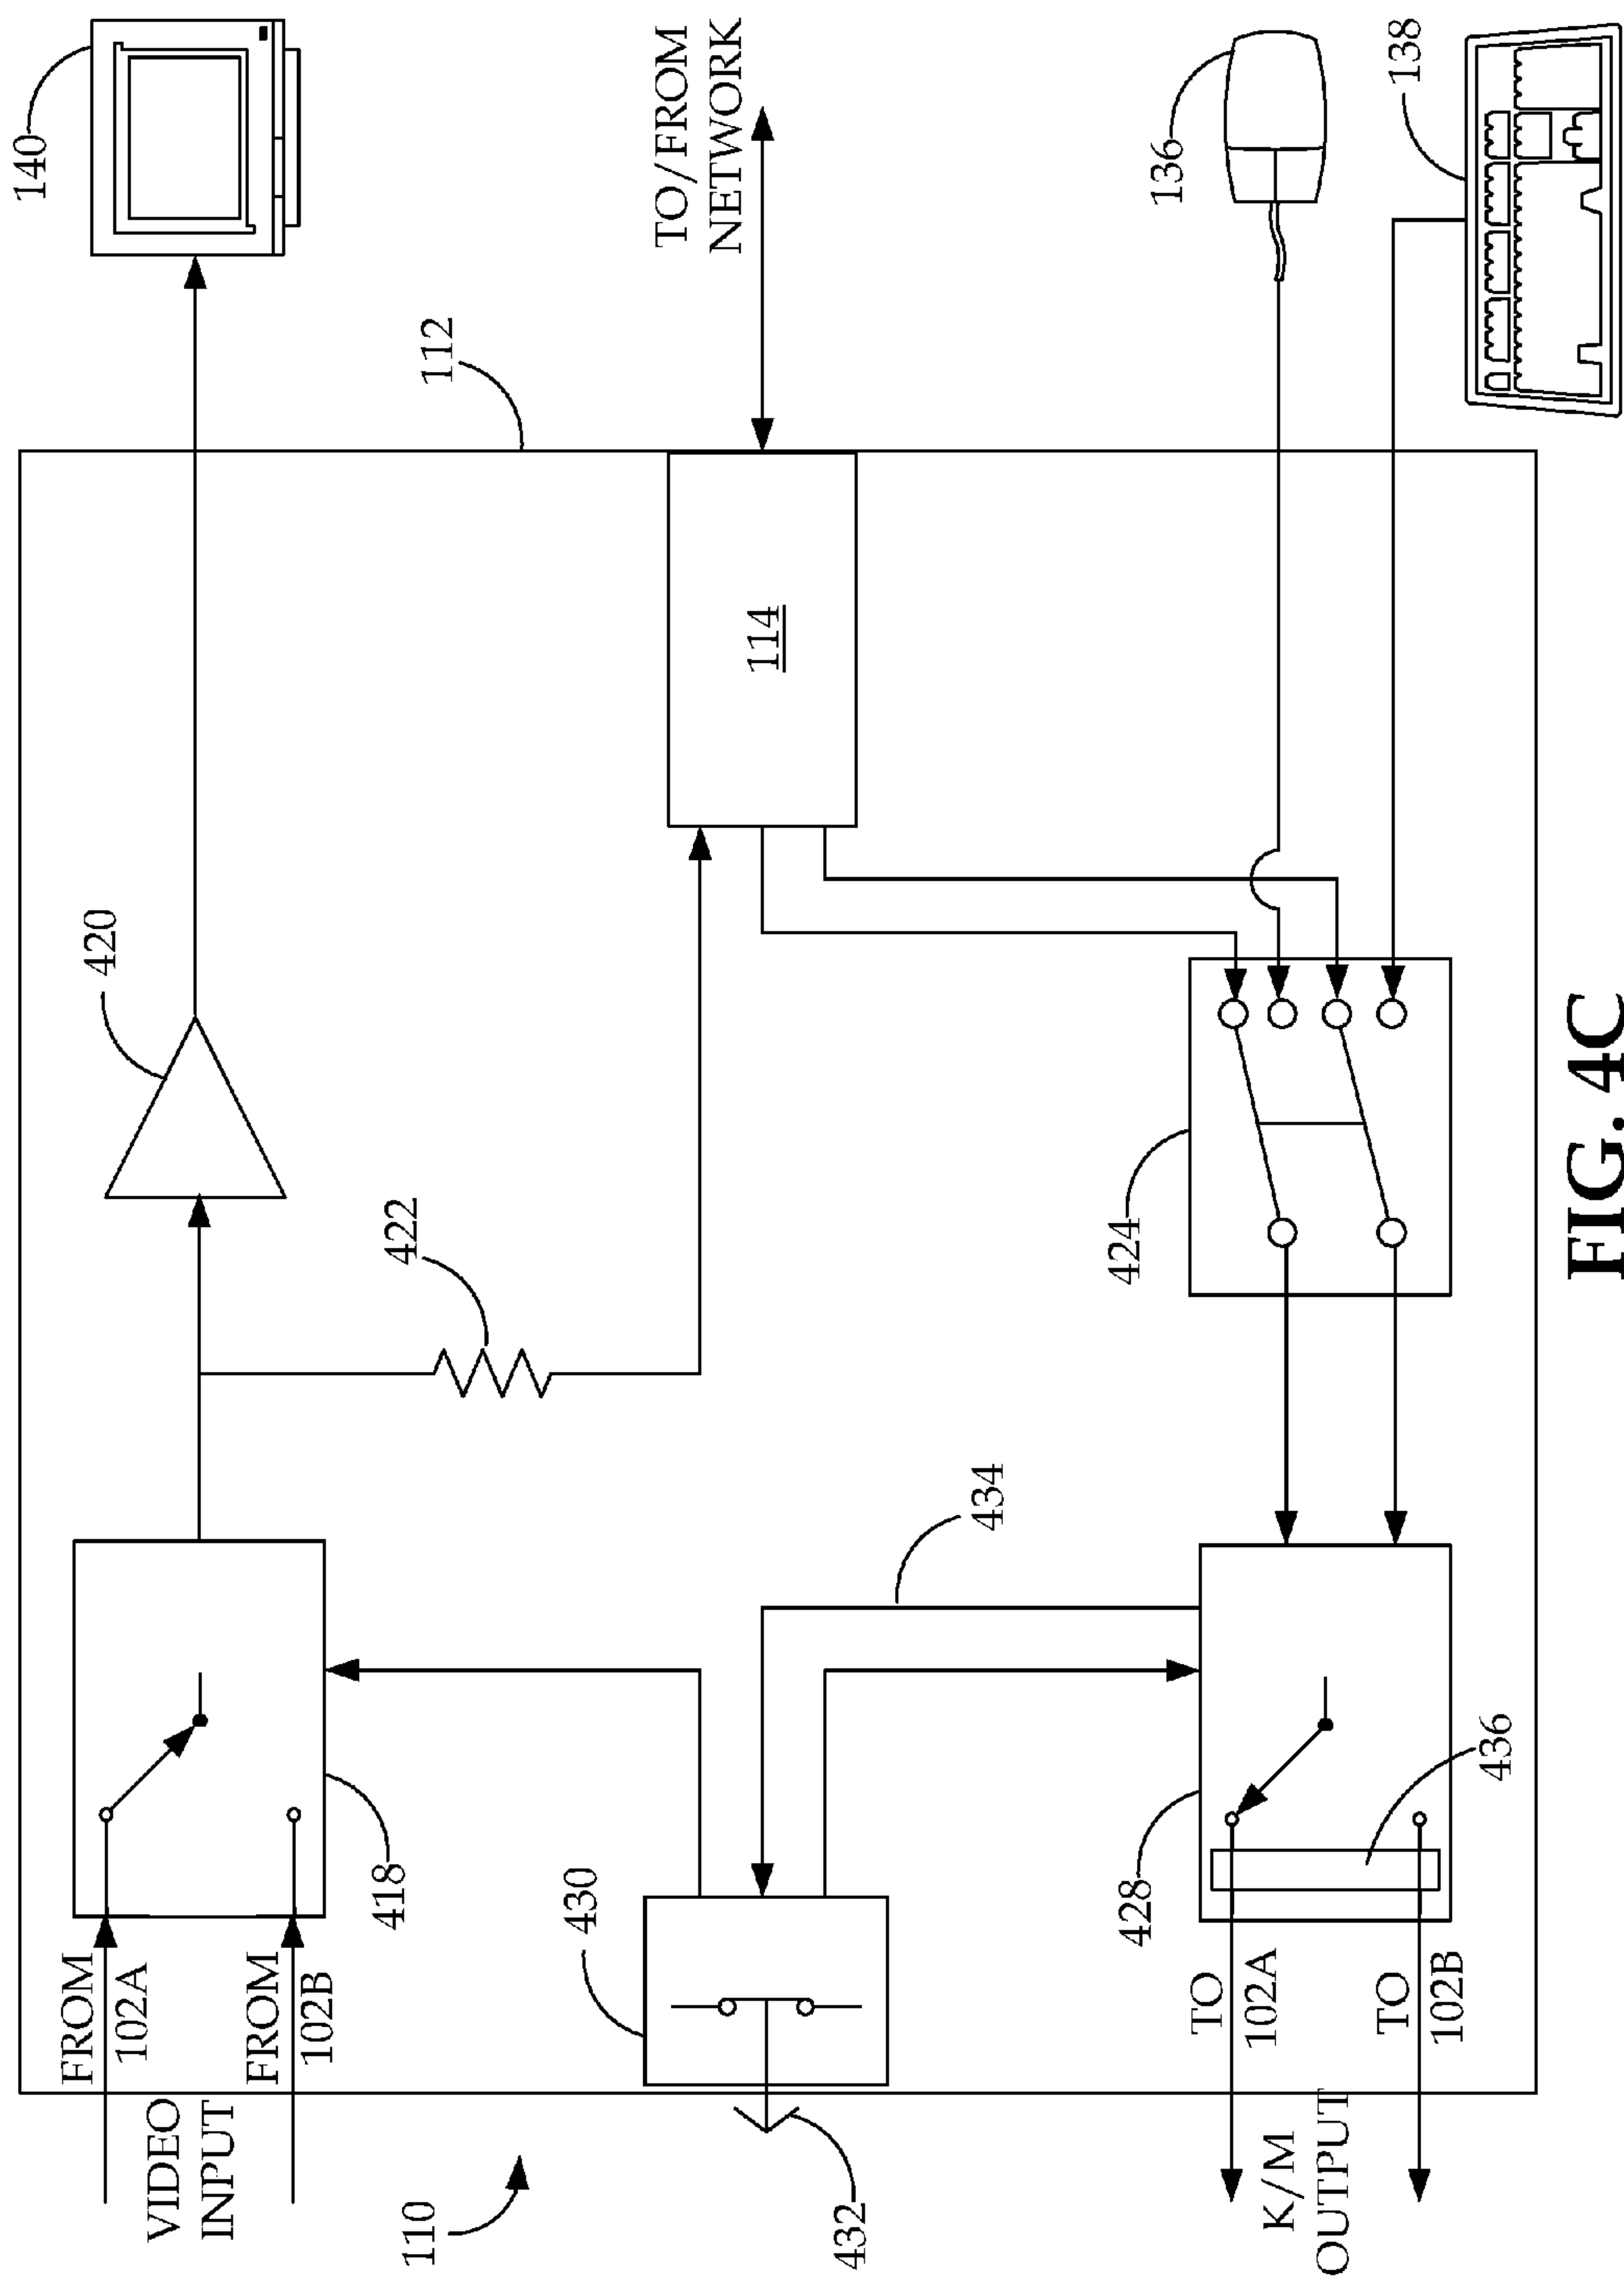 140
TO/FROM
NETWORK
136
138
112
114
420
422
424
434
418
430
428
436
FROM
102A
FROM
102B
TO
102A
TO
102B
VIDEO
INPUT
110
432
K/M
OUTPUT
FIG. 4C